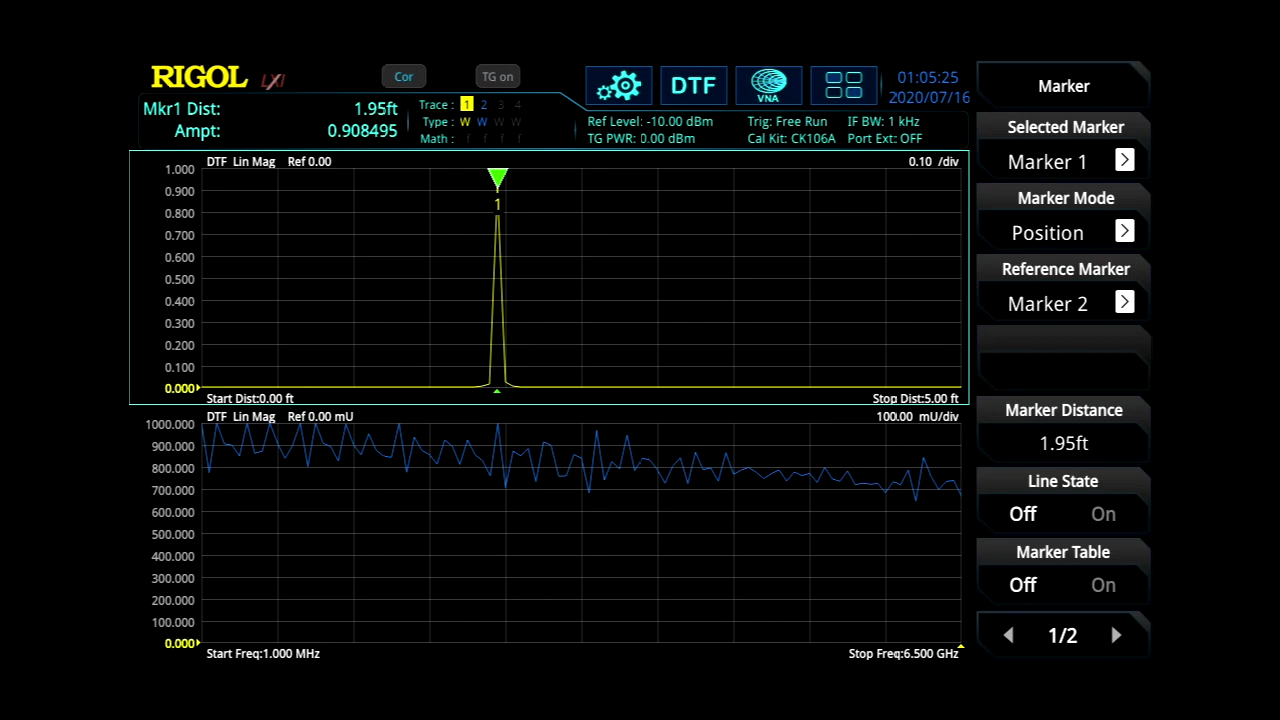 RIGOL LXI
Cor
TG on
DTF
VNA
01:05:25
2020/07/16
Mkr1 Dist: 1.95ft
Ampt: 0.908495
Trace : 1 2 3 4
Type : W W W W
Math : f f f f
Ref Level: -10.00 dBm
TG PWR: 0.00 dBm
Trig: Free Run
Cal Kit: CK106A
IF BW: 1 kHz
Port Ext: OFF
DTF Lin Mag Ref 0.00 0.10 /div
1.000
0.900
0.800
0.700
0.600
0.500
0.400
0.300
0.200
0.100
0.000
1
Start Dist:0.00 ft Stop Dist:5.00 ft
DTF Lin Mag Ref 0.00 mU 100.00 mU/div
1000.000
900.000
800.000
700.000
600.000
500.000
400.000
300.000
200.000
100.000
0.000
Start Freq:1.000 MHz Stop Freq:6.500 GHz
Marker
Selected Marker
Marker 1 >
Marker Mode
Position >
Reference Marker
Marker 2 >
Marker Distance
1.95ft
Line State
Off On
Marker Table
Off On
1/2